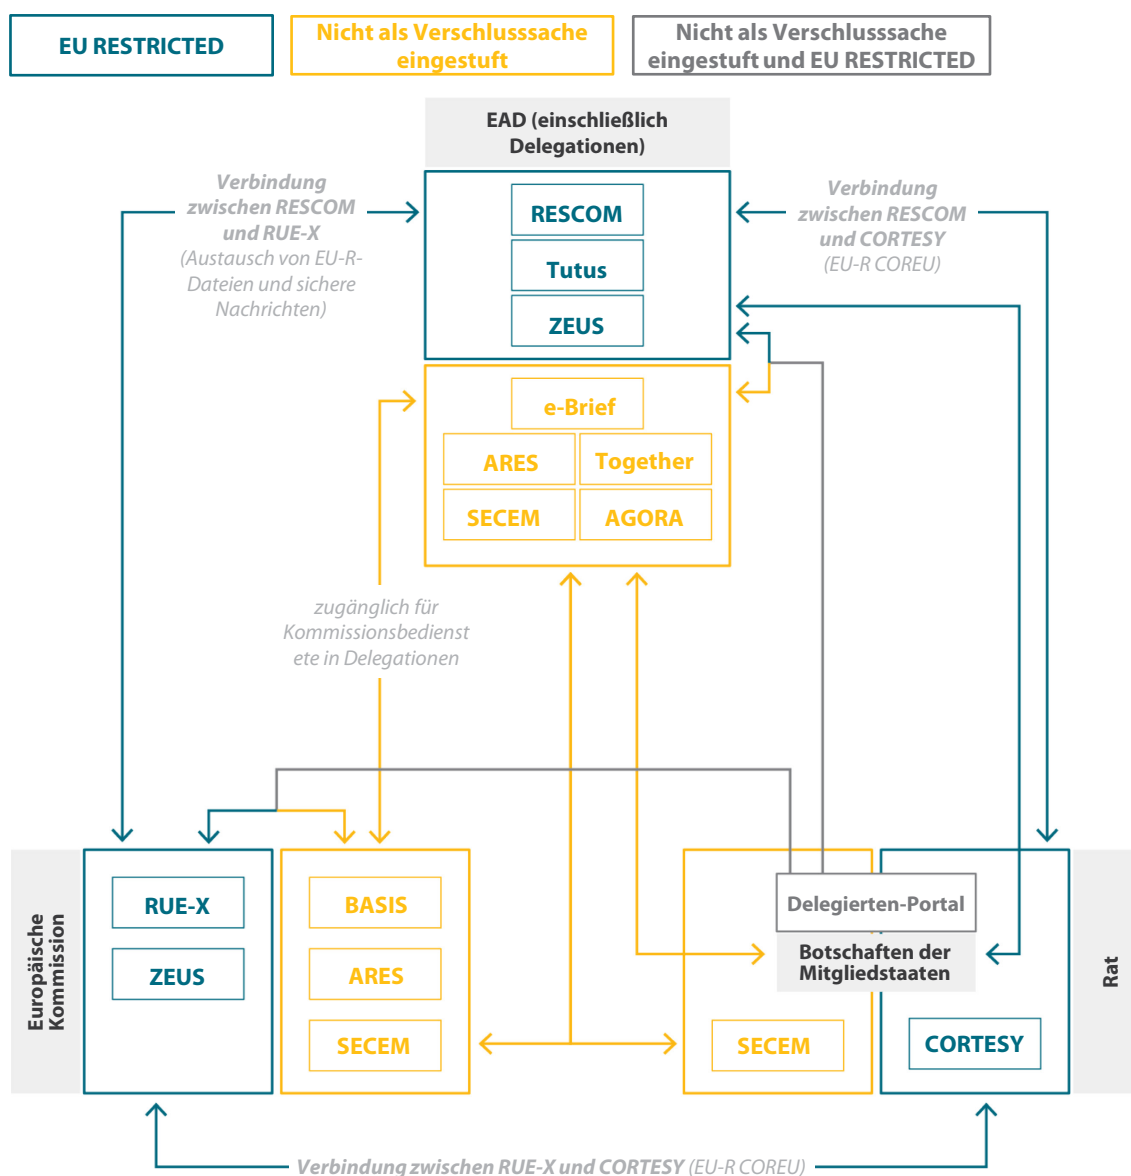 EU RESTRICTED
Nicht als Verschlusssache
eingestuft
Nicht als Verschlusssache
eingestuft und EU RESTRICTED
EAD (einschließlich
Delegationen)
Verbindung
zwischen RESCOM
und RUE-X
(Austausch von EU-R-
Dateien und sichere
Nachrichten)
RESCOM
Tutus
ZEUS
Verbindung
zwischen RESCOM
und CORTESY
(EU-R COREU)
e-Brief
ARES
Together
SECEM
AGORA
zugänglich für
Kommissionsbedienst
ete in Delegationen
Europäische
Kommission
RUE-X
ZEUS
BASIS
ARES
SECEM
Delegierten-Portal
Botschaften der
Mitgliedstaaten
SECEM
CORTESY
Rat
Verbindung zwischen RUE-X und CORTESY (EU-R COREU)